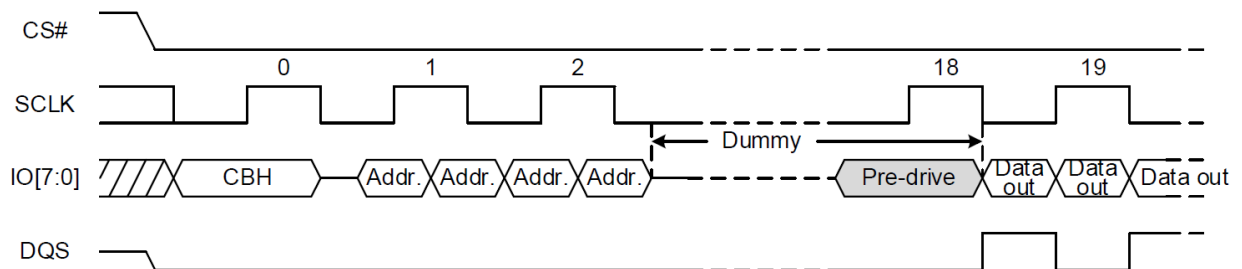 CS#
0 1 2 18 19
SCLK
Dummy
IO[7:0] CBH Addr. Addr. Addr. Addr. Pre-drive Data out Data out Data out
DQS